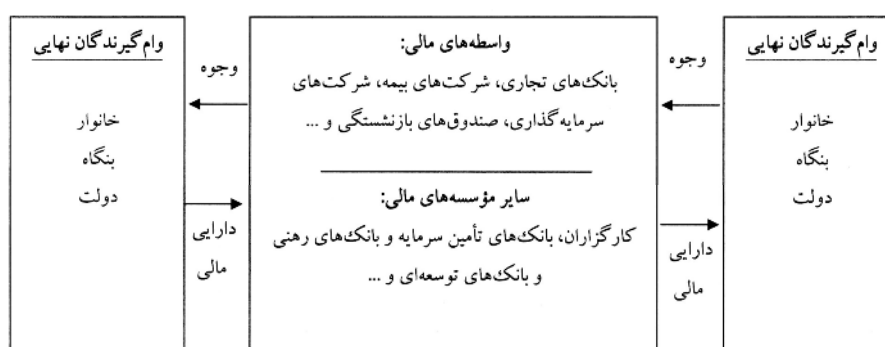 وام‌گیرندگان نهایی
خانوار
بنگاه
دولت
وجوه
دارایی
مالی
واسطه‌های مالی:
بانک‌های تجاری، شرکت‌های بیمه، شرکت‌های
سرمایه‌گذاری، صندوق‌های بازنشستگی و ...
سایر مؤسسه‌های مالی:
کارگزاران، بانک‌های تأمین سرمایه و بانک‌های رهنی
و بانک‌های توسعه‌ای و ...
وجوه
دارایی
مالی
وام‌گیرندگان نهایی
خانوار
بنگاه
دولت